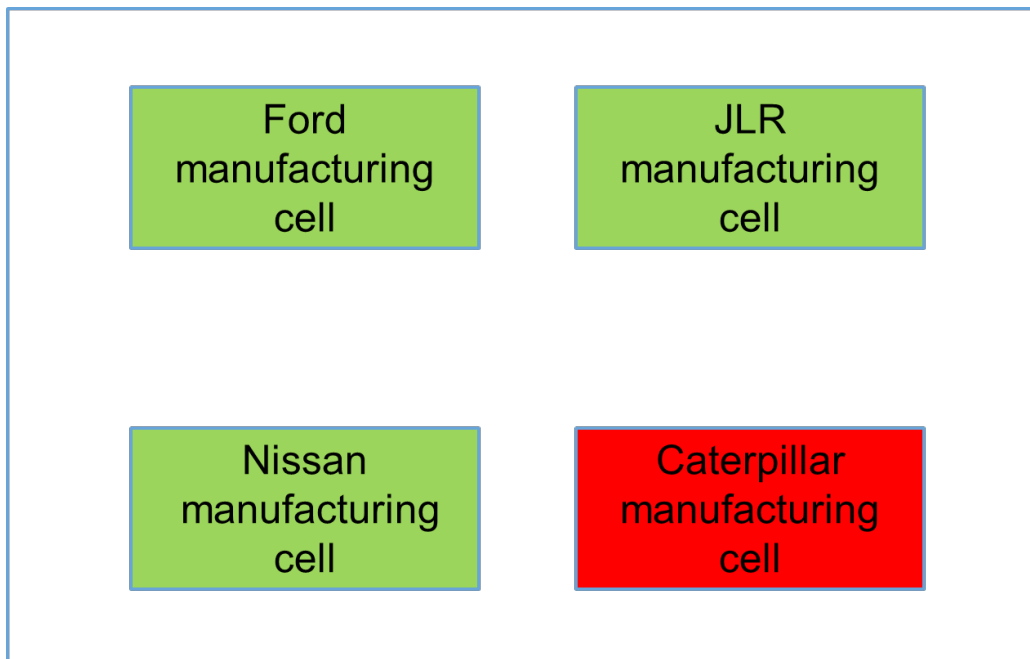 Ford
manufacturing
cell
JLR
manufacturing
cell
Nissan
manufacturing
cell
Caterpillar
manufacturing
cell